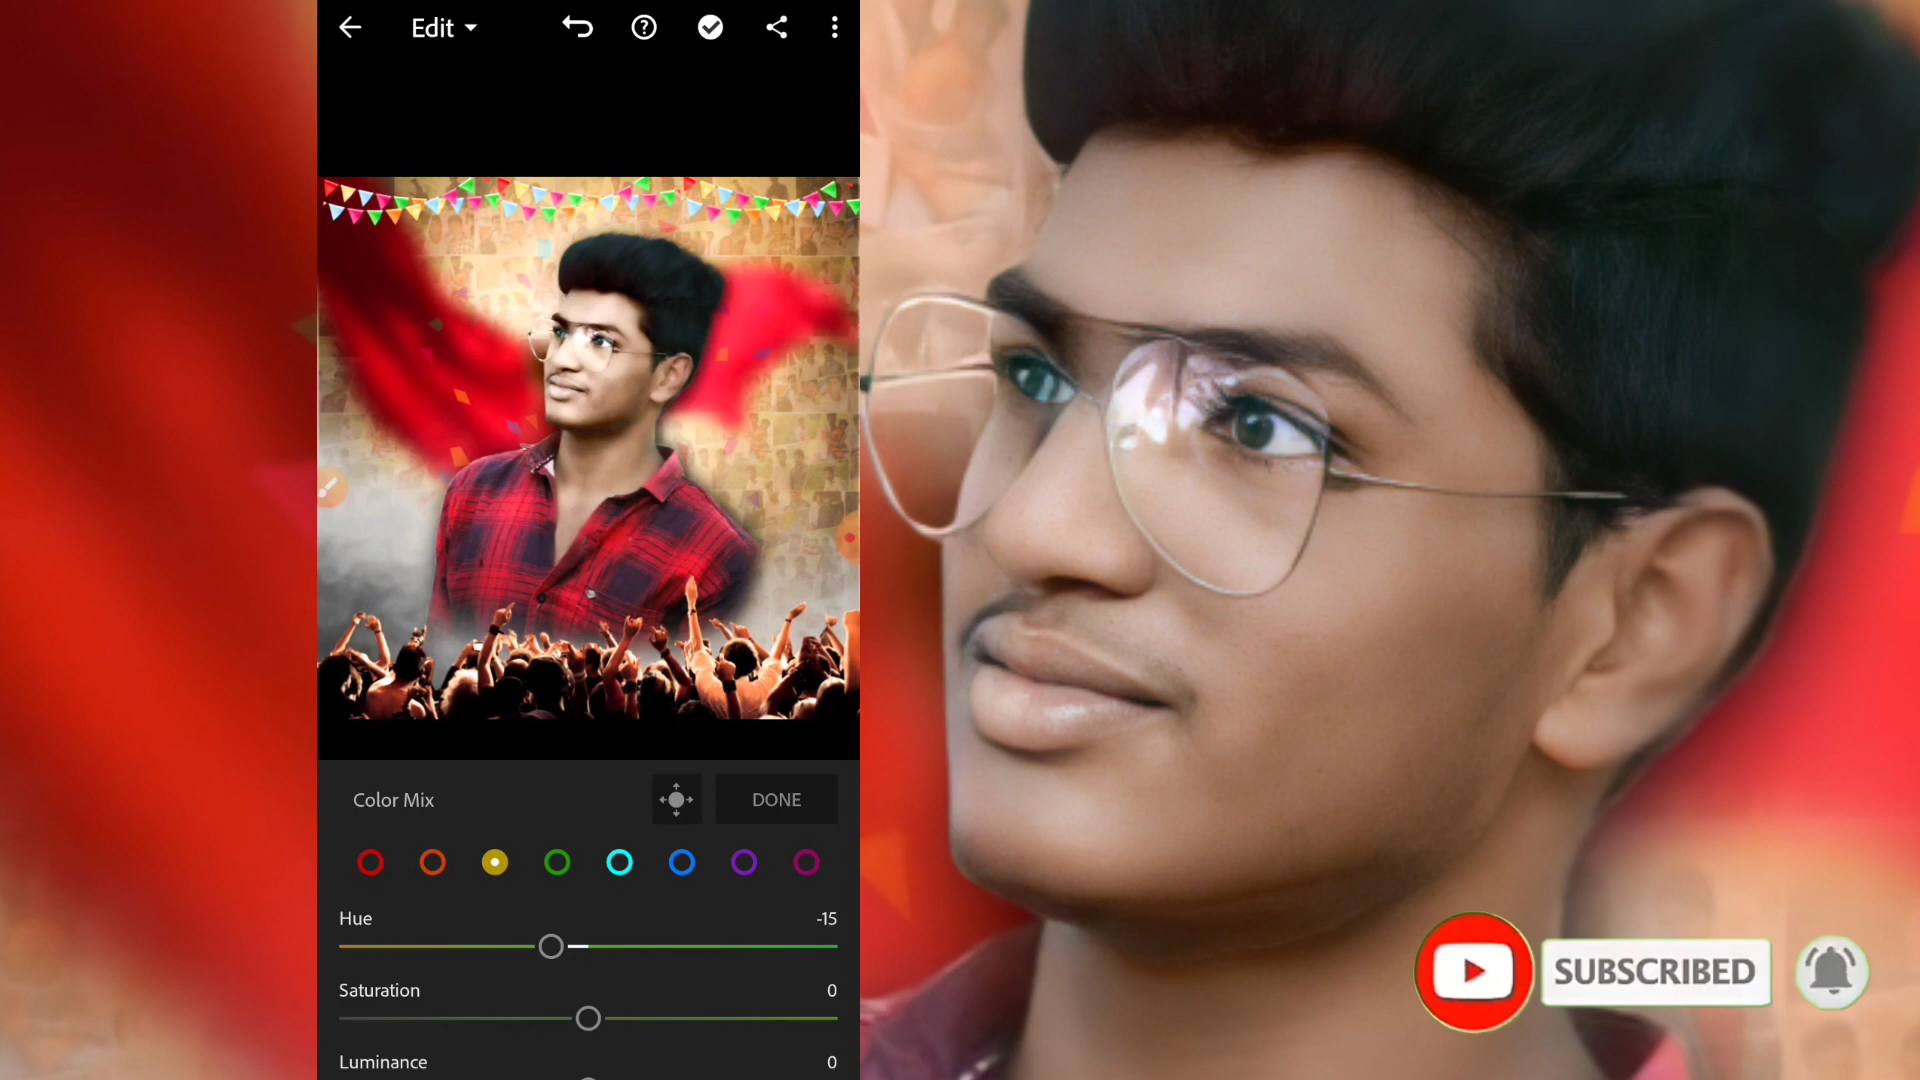 Edit
Color Mix
DONE
Hue -15
Saturation 0
Luminance 0
SUBSCRIBED